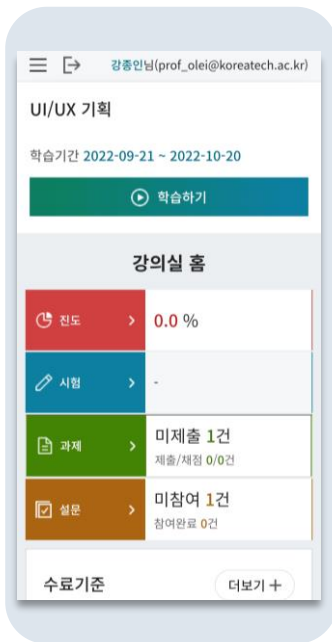 강종인님(prof_olei@koreatech.ac.kr)
UI/UX 기획
학습기간 2022-09-21 ~ 2022-10-20
학습하기
강의실 홈
진도 > 0.0 %
시험 > -
과제 > 미제출 1건
제출/채점 0/0건
설문 > 미참여 1건
참여완료 0건
수료기준 더보기 +